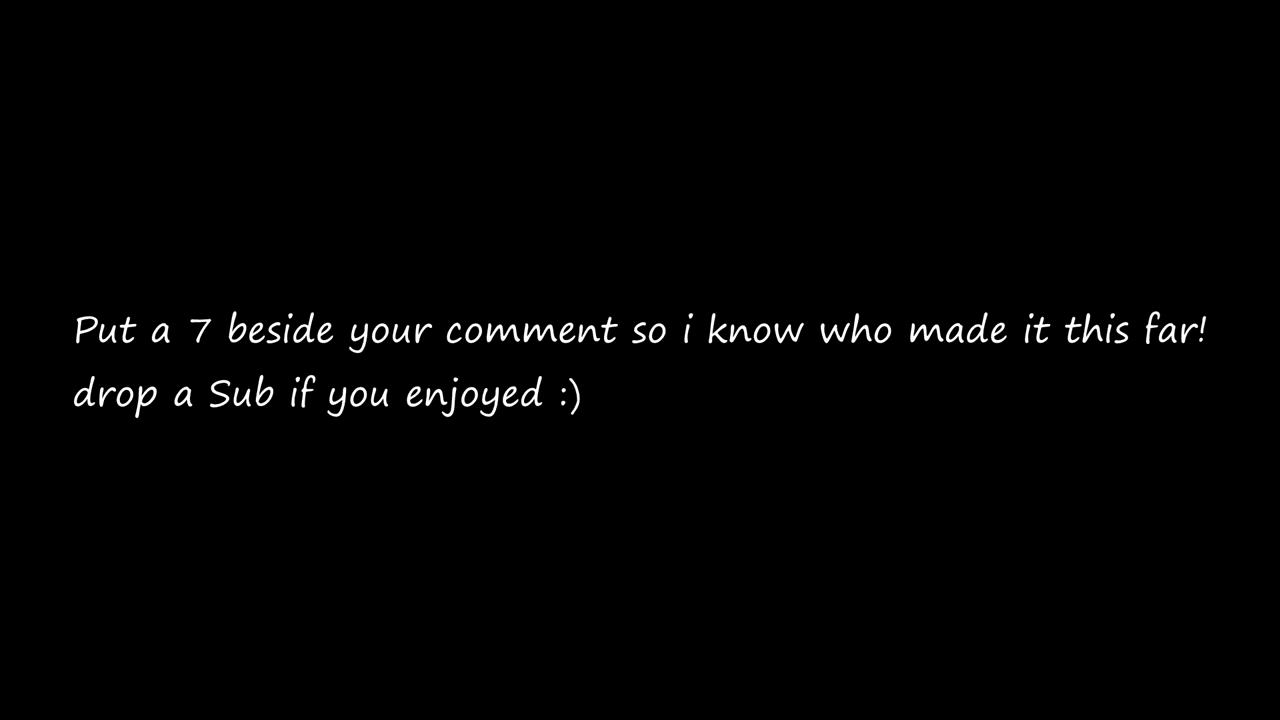 Put a 7 beside your comment so i know who made it this far!
drop a Sub if you enjoyed :)